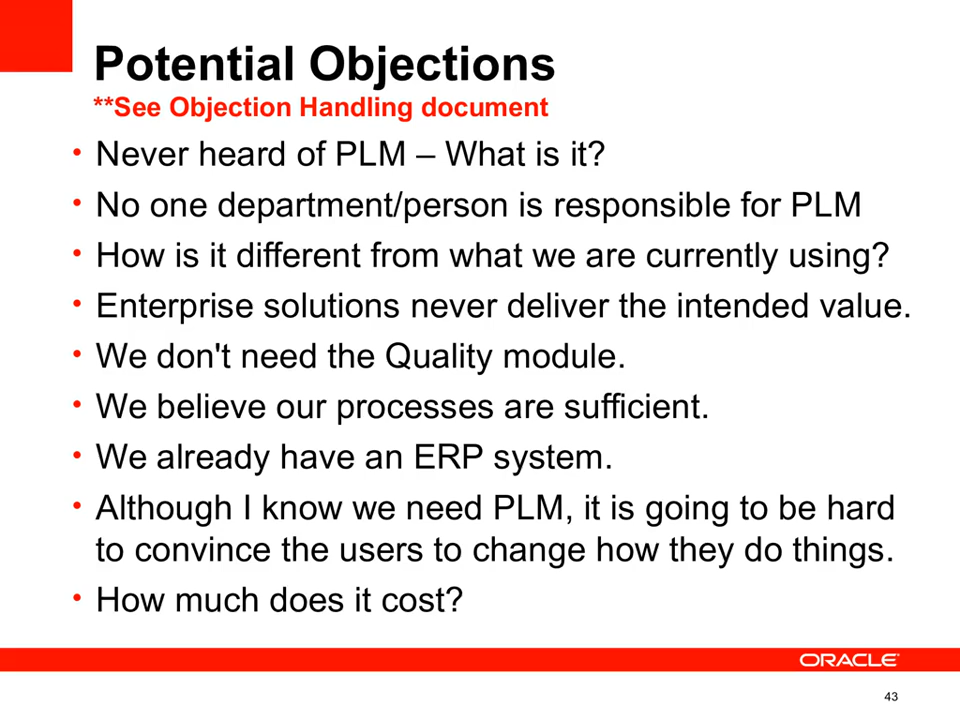 Potential Objections
**See Objection Handling document
• Never heard of PLM – What is it?
• No one department/person is responsible for PLM
• How is it different from what we are currently using?
• Enterprise solutions never deliver the intended value.
• We don't need the Quality module.
• We believe our processes are sufficient.
• We already have an ERP system.
• Although I know we need PLM, it is going to be hard
to convince the users to change how they do things.
• How much does it cost?
ORACLE
43